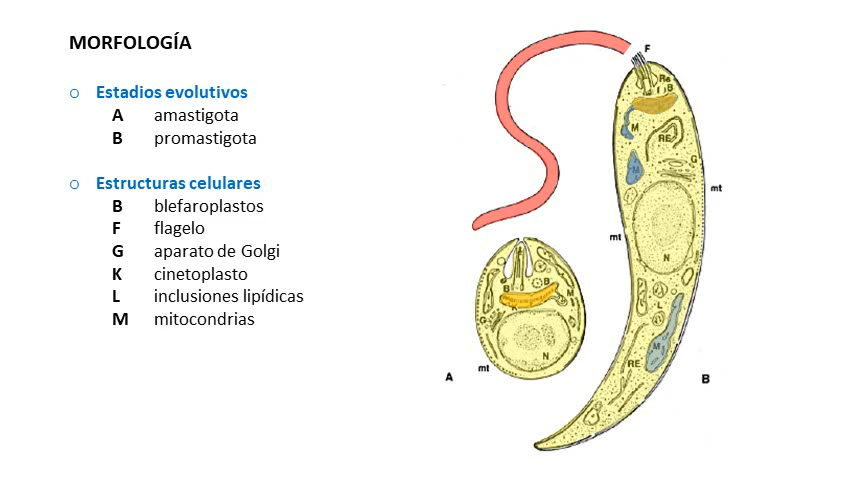 MORFOLOGÍA
o Estadios evolutivos
A amastigota
B promastigota
o Estructuras celulares
B blefaroplastos
F flagelo
G aparato de Golgi
K cinetoplasto
L inclusiones lipídicas
M mitocondrias
F
Rs
B
M
RE
G
M
mt
mt
N
L
M
RE
B
B
B
M
K
G
N
mt
A